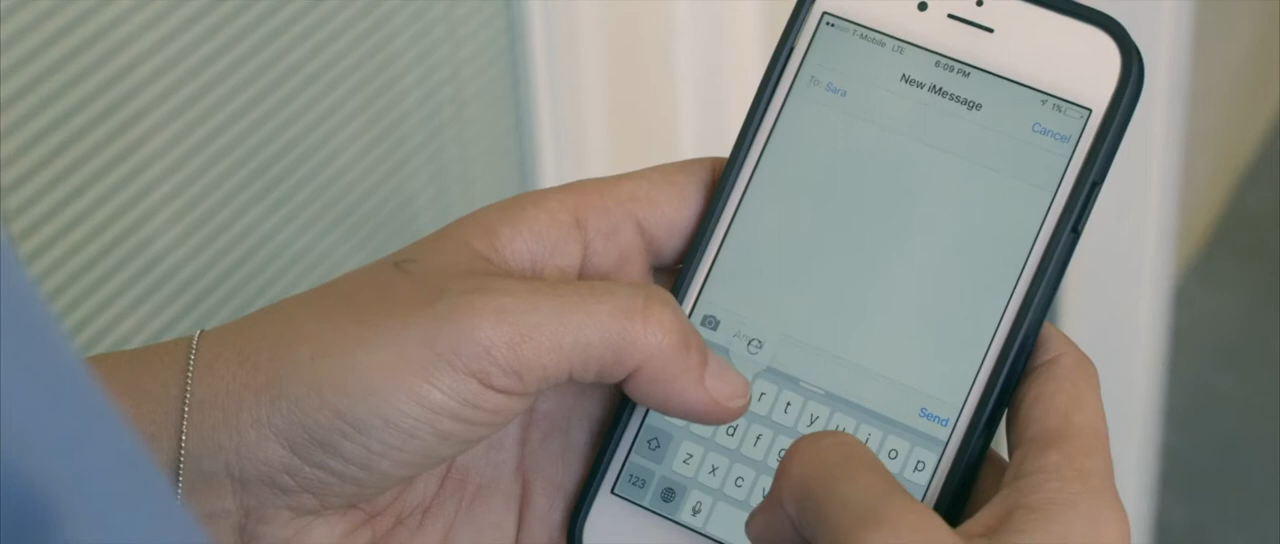 T-Mobile LTE 6:09 PM 1%
New iMessage
To: Sara
Cancel
e
Send
r t y u i o p
d f g
z x c v
123